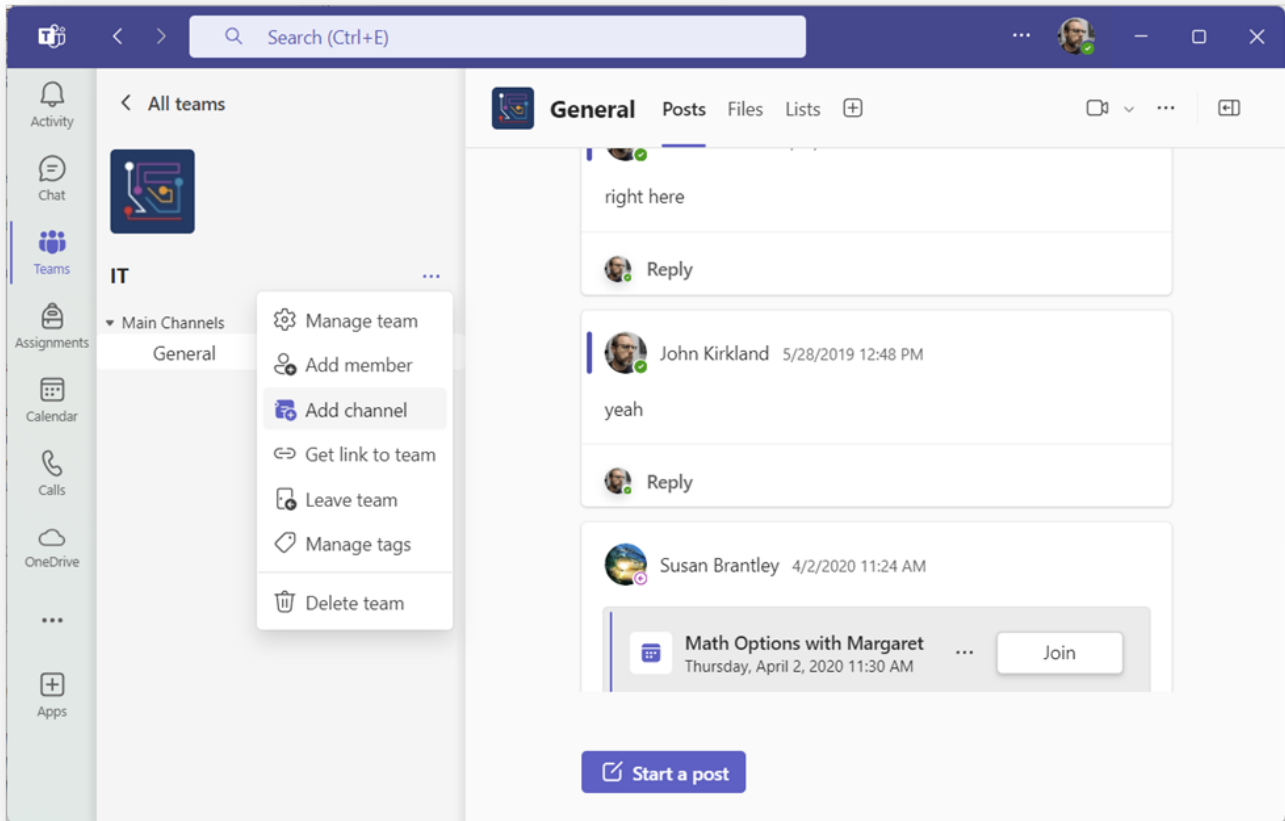 Search (Ctrl+E)
Activity
Chat
Teams
Assignments
Calendar
Calls
OneDrive
Apps
All teams
IT
Main Channels
General
Manage team
Add member
Add channel
Get link to team
Leave team
Manage tags
Delete team
General Posts Files Lists
right here
Reply
John Kirkland 5/28/2019 12:48 PM
yeah
Reply
Susan Brantley 4/2/2020 11:24 AM
Math Options with Margaret
Thursday, April 2, 2020 11:30 AM
Join
Start a post